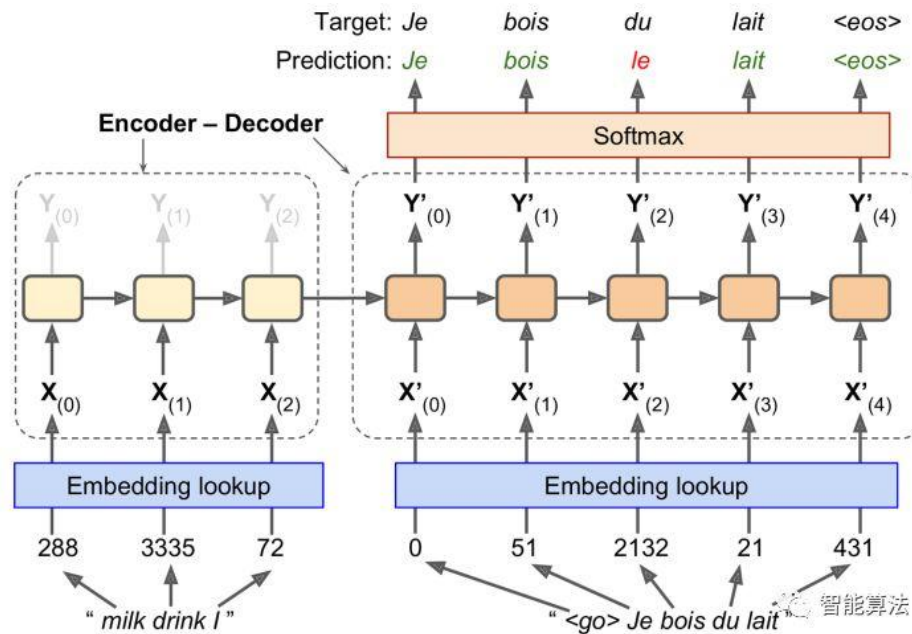 Target: Je bois du lait <eos>
Prediction: Je bois le lait <eos>
Encoder – Decoder
Softmax
Y(0) Y(1) Y(2) Y'(0) Y'(1) Y'(2) Y'(3) Y'(4)
X(0) X(1) X(2) X'(0) X'(1) X'(2) X'(3) X'(4)
Embedding lookup Embedding lookup
288 3335 72 0 51 2132 21 431
“ milk drink I ” “ <go> Je bois du lait ”
智能算法